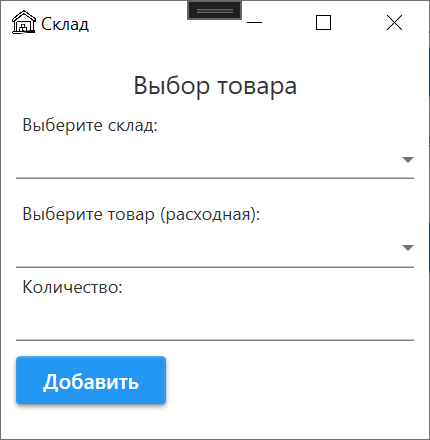 Склад
Выбор товара
Выберите склад:
Выберите товар (расходная):
Количество:
Добавить